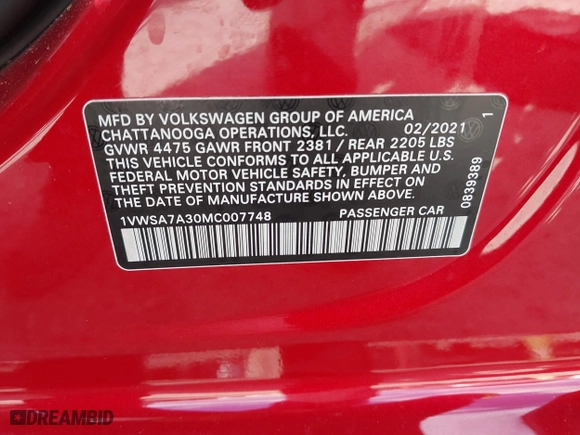 MFD BY VOLKSWAGEN GROUP OF AMERICA
CHATTANOOGA OPERATIONS, LLC. 02/2021
GVWR 4475 GAWR FRONT 2381 / REAR 2205 LBS
THIS VEHICLE CONFORMS TO ALL APPLICABLE U.S.
FEDERAL MOTOR VEHICLE SAFETY, BUMPER AND
THEFT PREVENTION STANDARDS IN EFFECT ON
THE DATE OF MANUFACTURE SHOWN ABOVE.
1VWSA7A30MC007748 PASSENGER CAR
0839389 1
DREAMBID